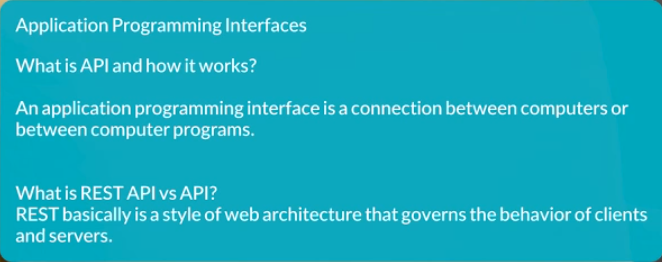 Application Programming Interfaces
What is API and how it works?
An application programming interface is a connection between computers or
between computer programs.
What is REST API vs API?
REST basically is a style of web architecture that governs the behavior of clients
and servers.